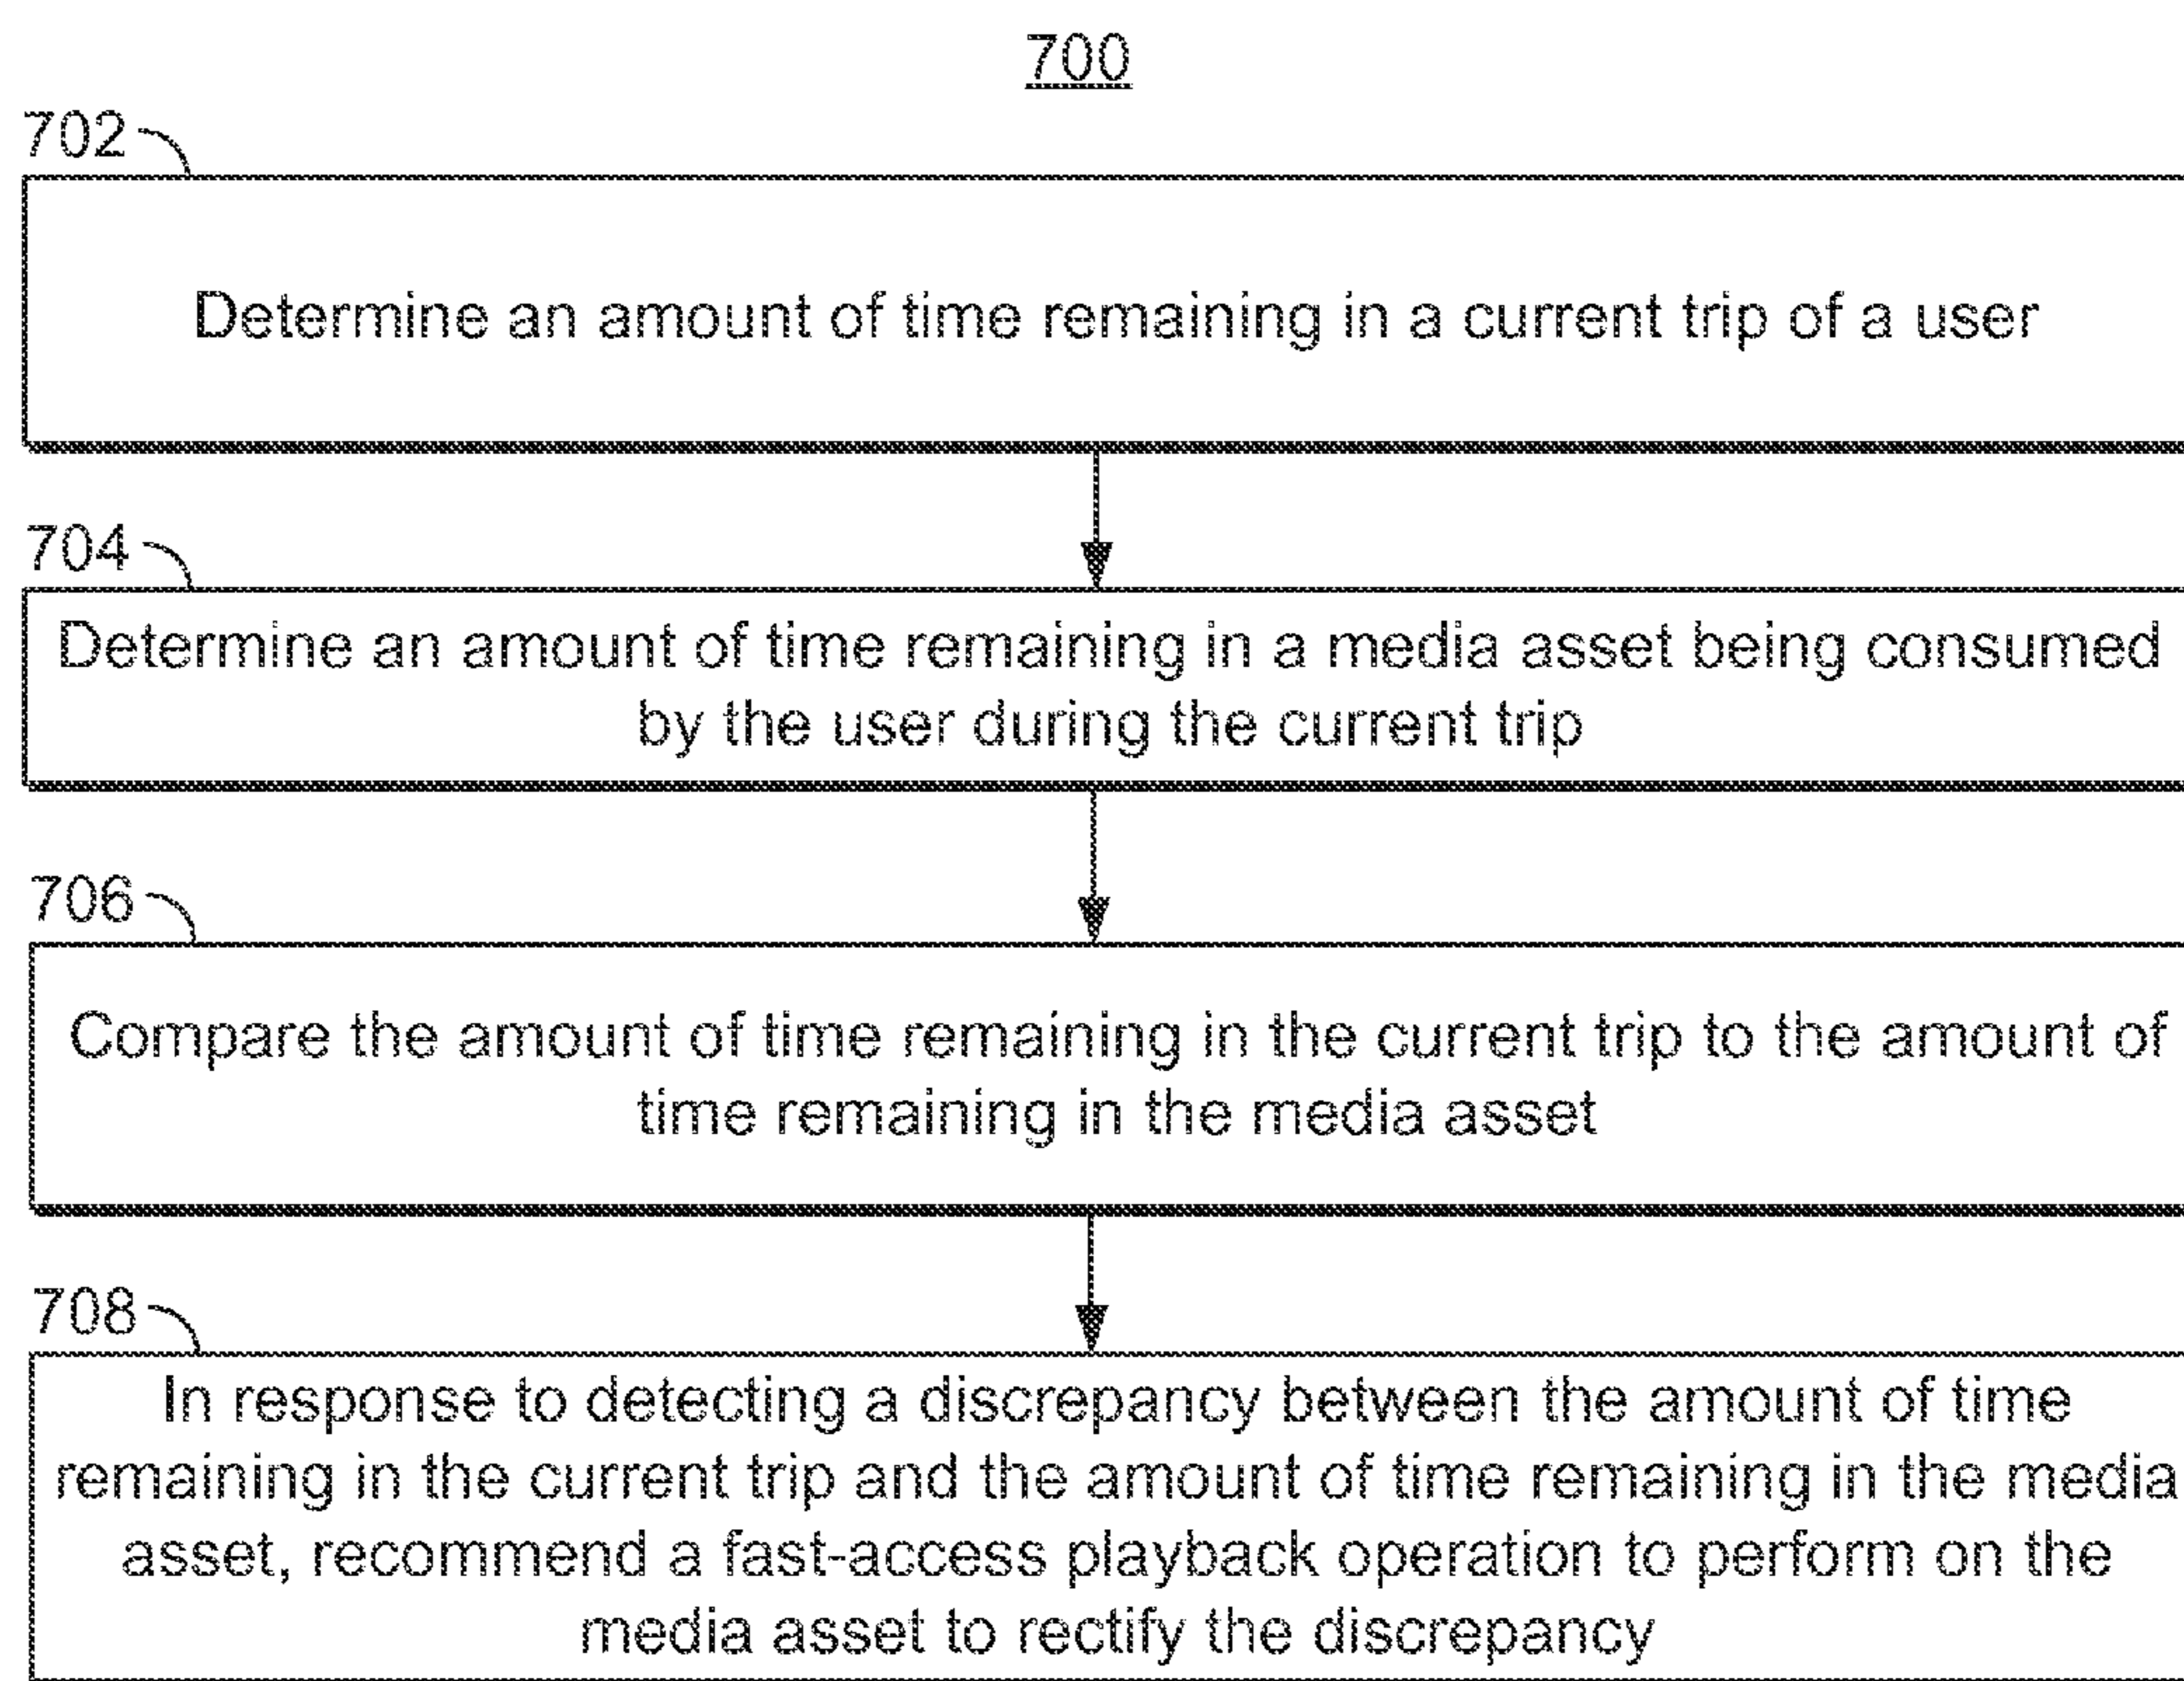 700
702
Determine an amount of time remaining in a current trip of a user
704
Determine an amount of time remaining in a media asset being consumed
by the user during the current trip
706
Compare the amount of time remaining in the current trip to the amount of
time remaining in the media asset
708
In response to detecting a discrepancy between the amount of time
remaining in the current trip and the amount of time remaining in the media
asset, recommend a fast-access playback operation to perform on the
media asset to rectify the discrepancy